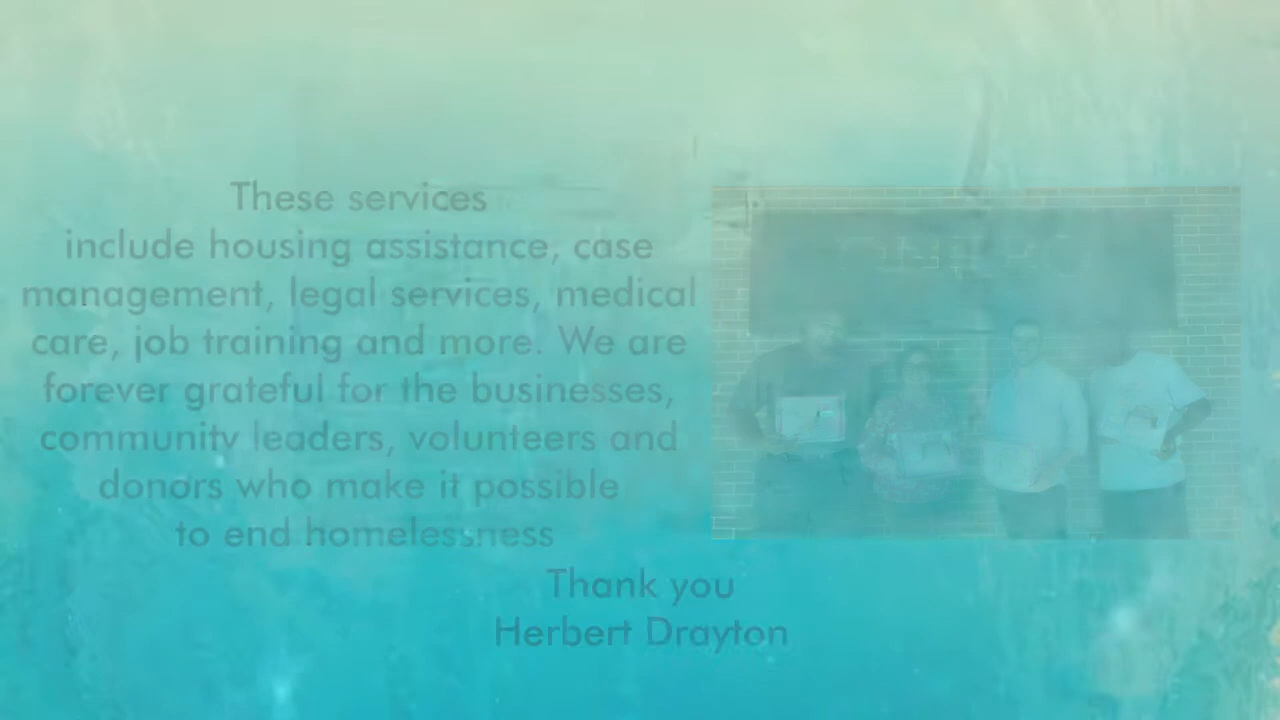 These services
include housing assistance, case
management, legal services, medical
care, job training and more. We are
forever grateful for the businesses,
community leaders, volunteers and
donors who make it possible
to end homelessness
Thank you
Herbert Drayton